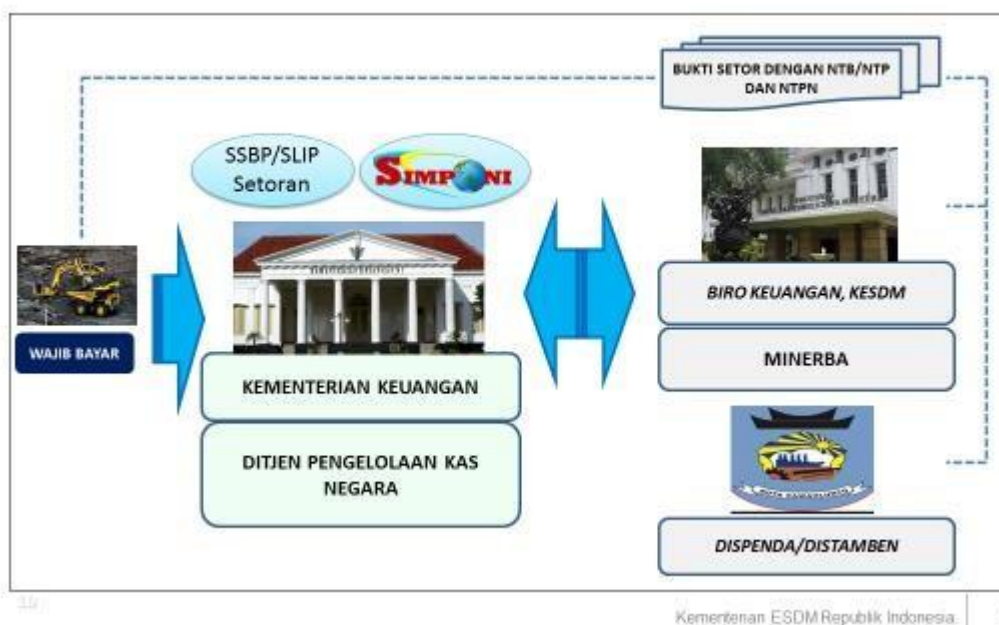 BUKTI SETOR DENGAN NTB/NTP
DAN NTPN
SSBP/SLIP
Setoran
SIMPONI
WAJIB BAYAR
KEMENTERIAN KEUANGAN
DITJEN PENGELOLAAN KAS
NEGARA
BIRO KEUANGAN, KESDM
MINERBA
DISPENDA/DISTAMBEN
Kementerian ESDM Republik Indonesia